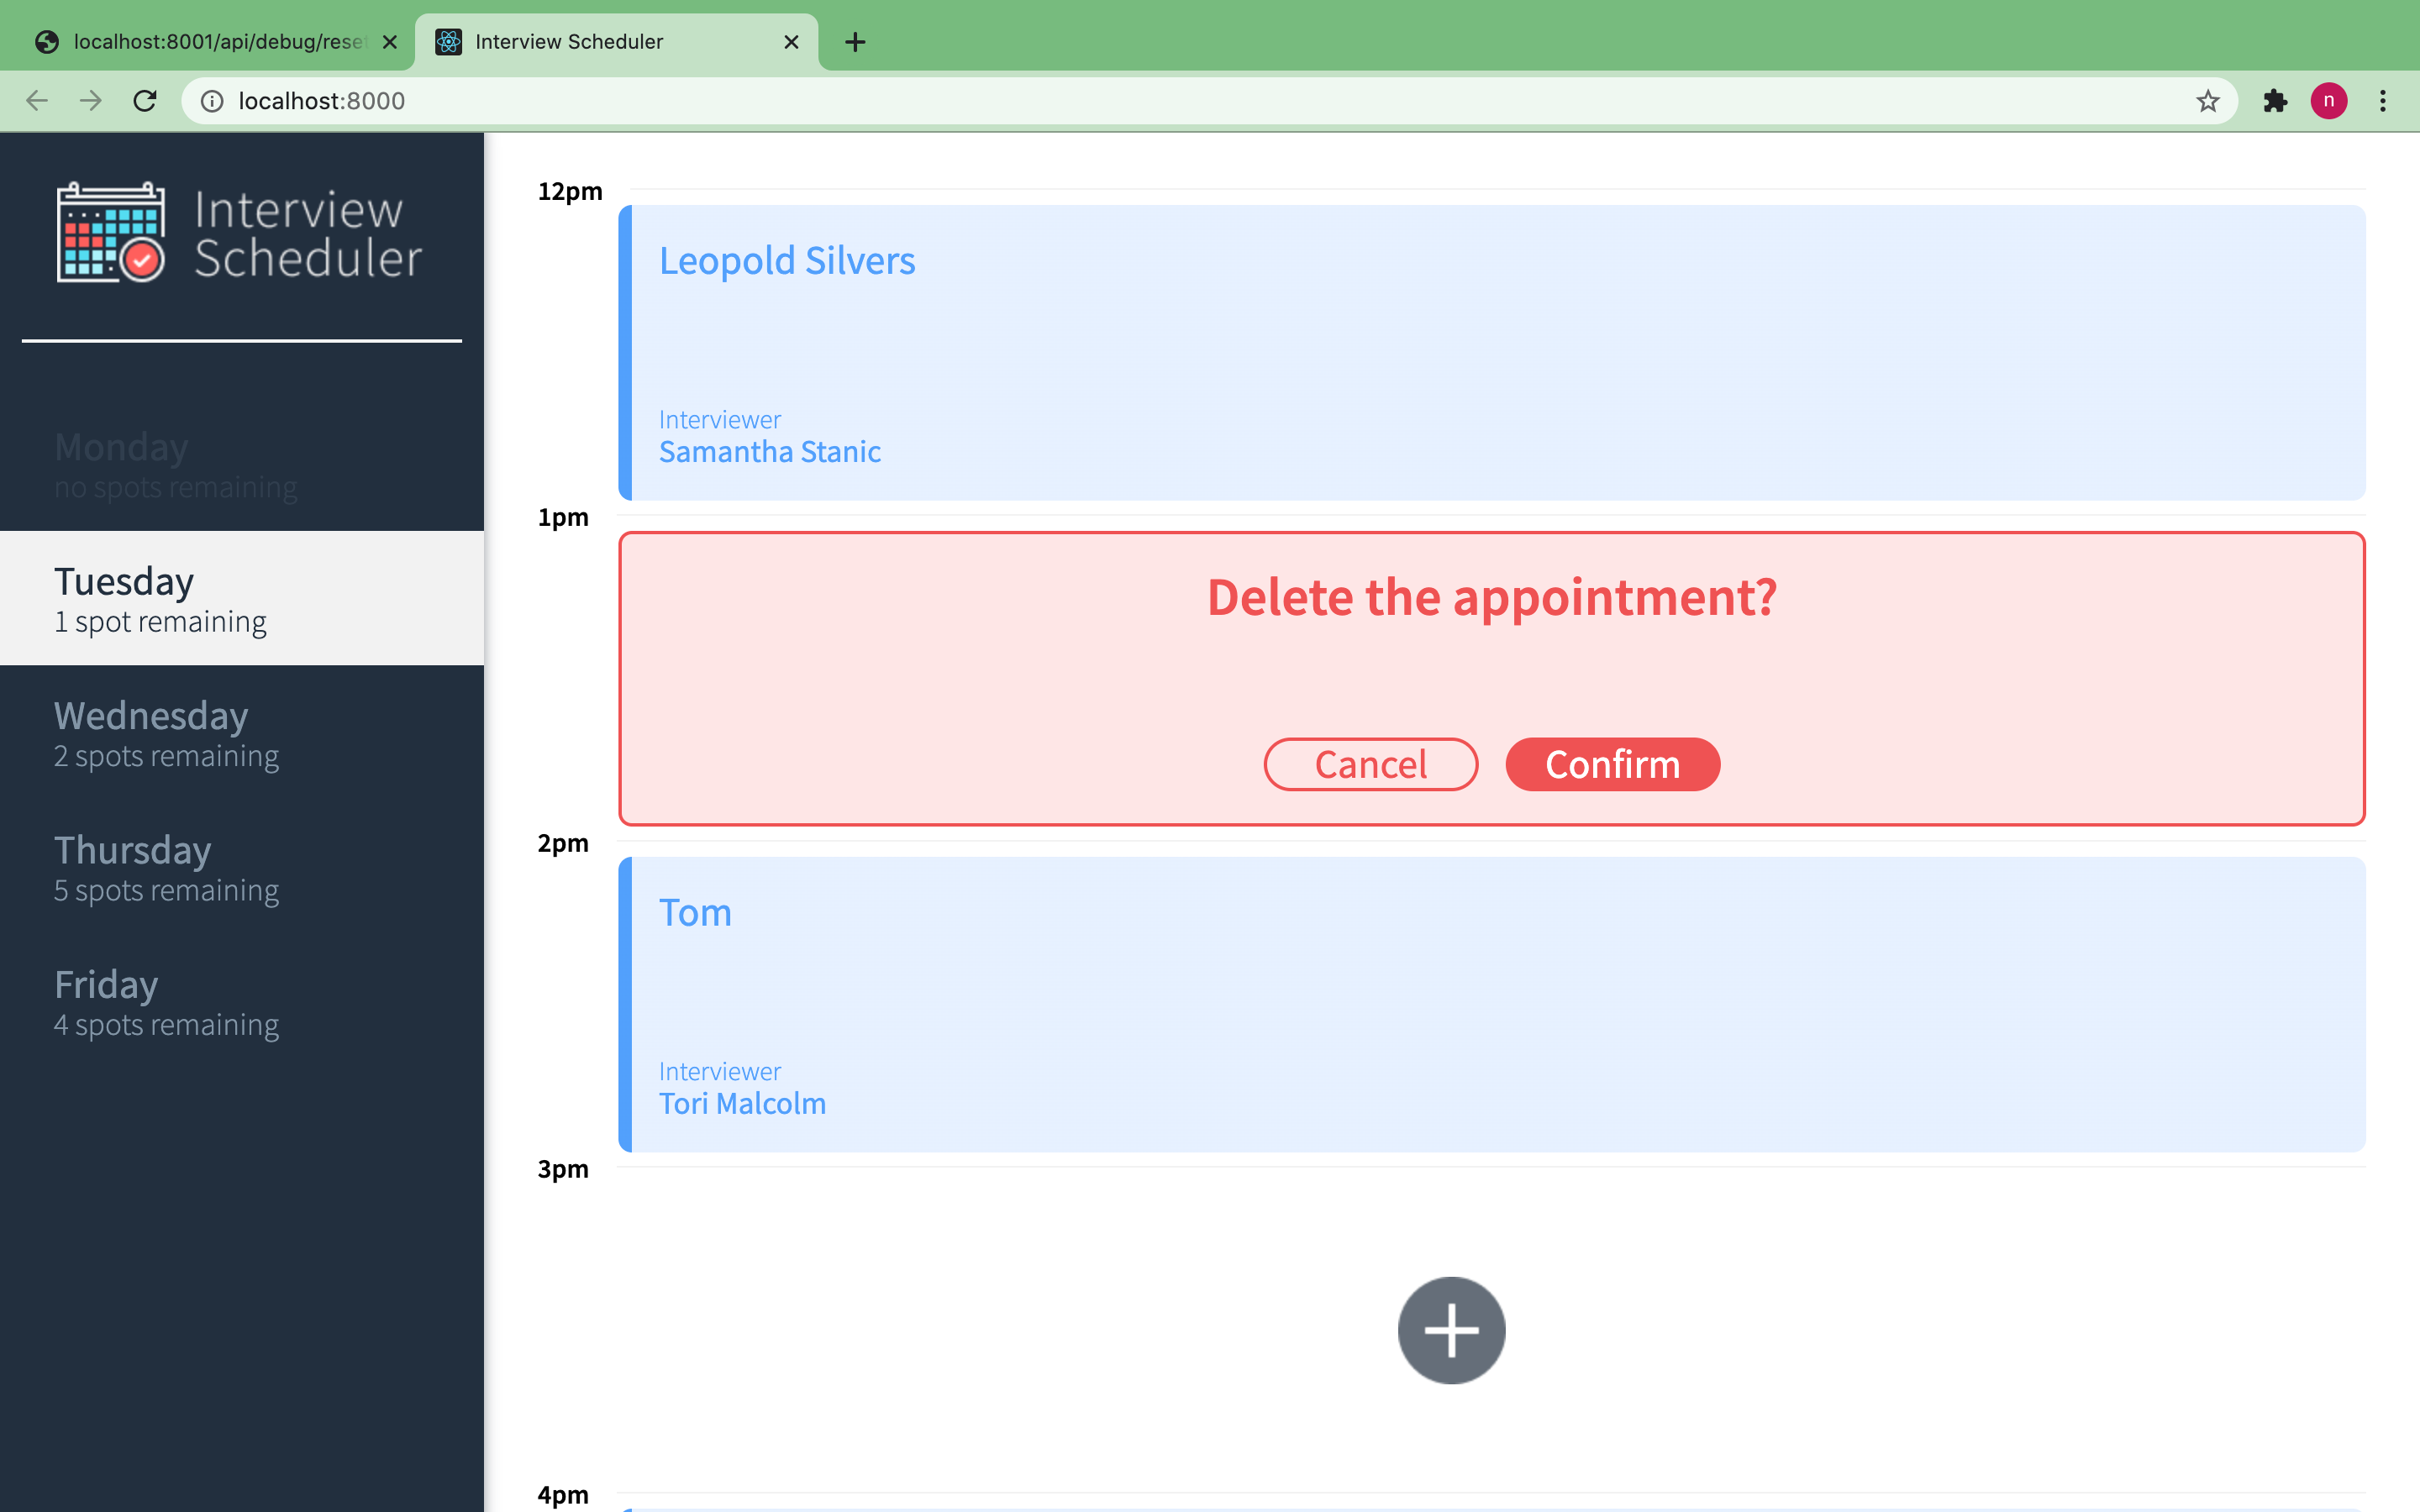 localhost:8001/api/debug/reset
Interview Scheduler
localhost:8000
n
Interview
Scheduler
Monday
no spots remaining
Tuesday
1 spot remaining
Wednesday
2 spots remaining
Thursday
5 spots remaining
Friday
4 spots remaining
12pm
Leopold Silvers
Interviewer
Samantha Stanic
1pm
Delete the appointment?
Cancel Confirm
2pm
Tom
Interviewer
Tori Malcolm
3pm
4pm